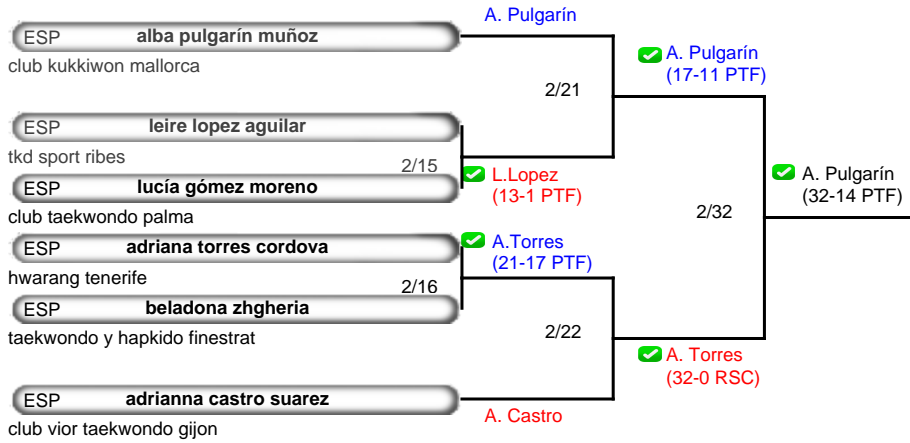 A. Pulgarín
ESP alba pulgarín muñoz
club kukkiwon mallorca
A. Pulgarín
(17-11 PTF)
2/21
ESP leire lopez aguilar
tkd sport ribes
2/15
L.Lopez
(13-1 PTF)
ESP lucía gómez moreno
club taekwondo palma
A. Pulgarín
(32-14 PTF)
2/32
ESP adriana torres cordova
hwarang tenerife
A.Torres
(21-17 PTF)
2/16
ESP beladona zhgheria
taekwondo y hapkido finestrat
2/22
A. Torres
(32-0 RSC)
ESP adrianna castro suarez
club vior taekwondo gijon
A. Castro